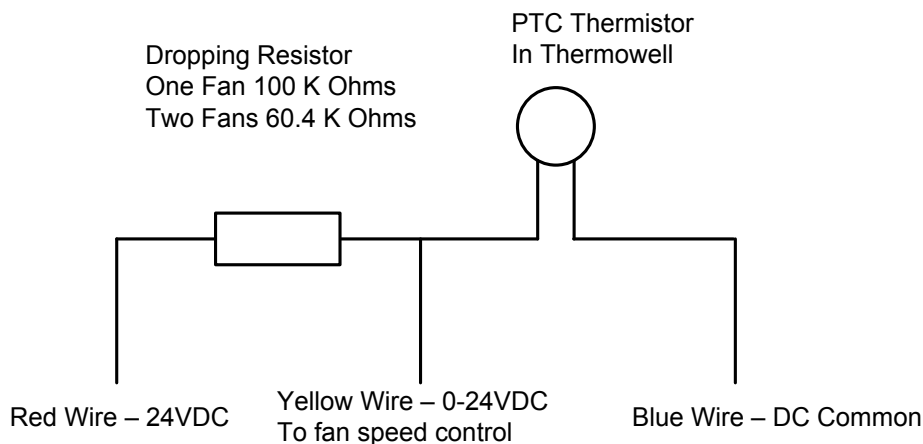 PTC Thermistor
In Thermowell
Dropping Resistor
One Fan 100 K Ohms
Two Fans 60.4 K Ohms
Red Wire – 24VDC
Yellow Wire – 0-24VDC
To fan speed control
Blue Wire – DC Common